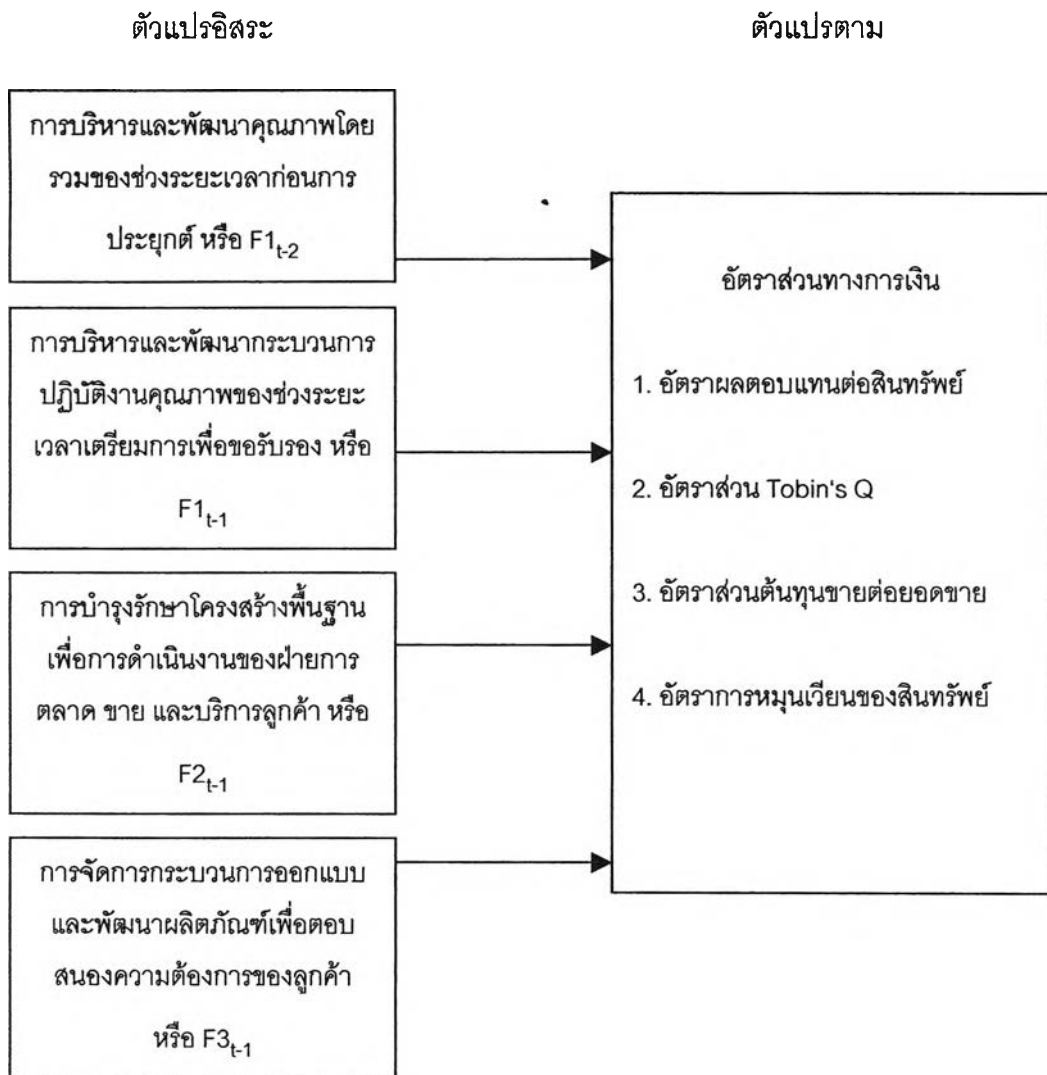 ตัวแปรอิสระ
ตัวแปรตาม
การบริหารและพัฒนาคุณภาพโดย
รวมของช่วงระยะเวลาก่อนการ
ประยุกต์ หรือ F1t-2
การบริหารและพัฒนากระบวนการ
ปฏิบัติงานคุณภาพของช่วงระยะ
เวลาเตรียมการเพื่อขอรับรอง หรือ
F1t-1
การบำรุงรักษาโครงสร้างพื้นฐาน
เพื่อการดำเนินงานของฝ่ายการ
ตลาด ขาย และบริการลูกค้า หรือ
F2t-1
การจัดการกระบวนการออกแบบ
และพัฒนาผลิตภัณฑ์เพื่อตอบ
สนองความต้องการของลูกค้า
หรือ F3t-1
อัตราส่วนทางการเงิน
1. อัตราผลตอบแทนต่อสินทรัพย์
2. อัตราส่วน Tobin's Q
3. อัตราส่วนต้นทุนขายต่อยอดขาย
4. อัตราการหมุนเวียนของสินทรัพย์